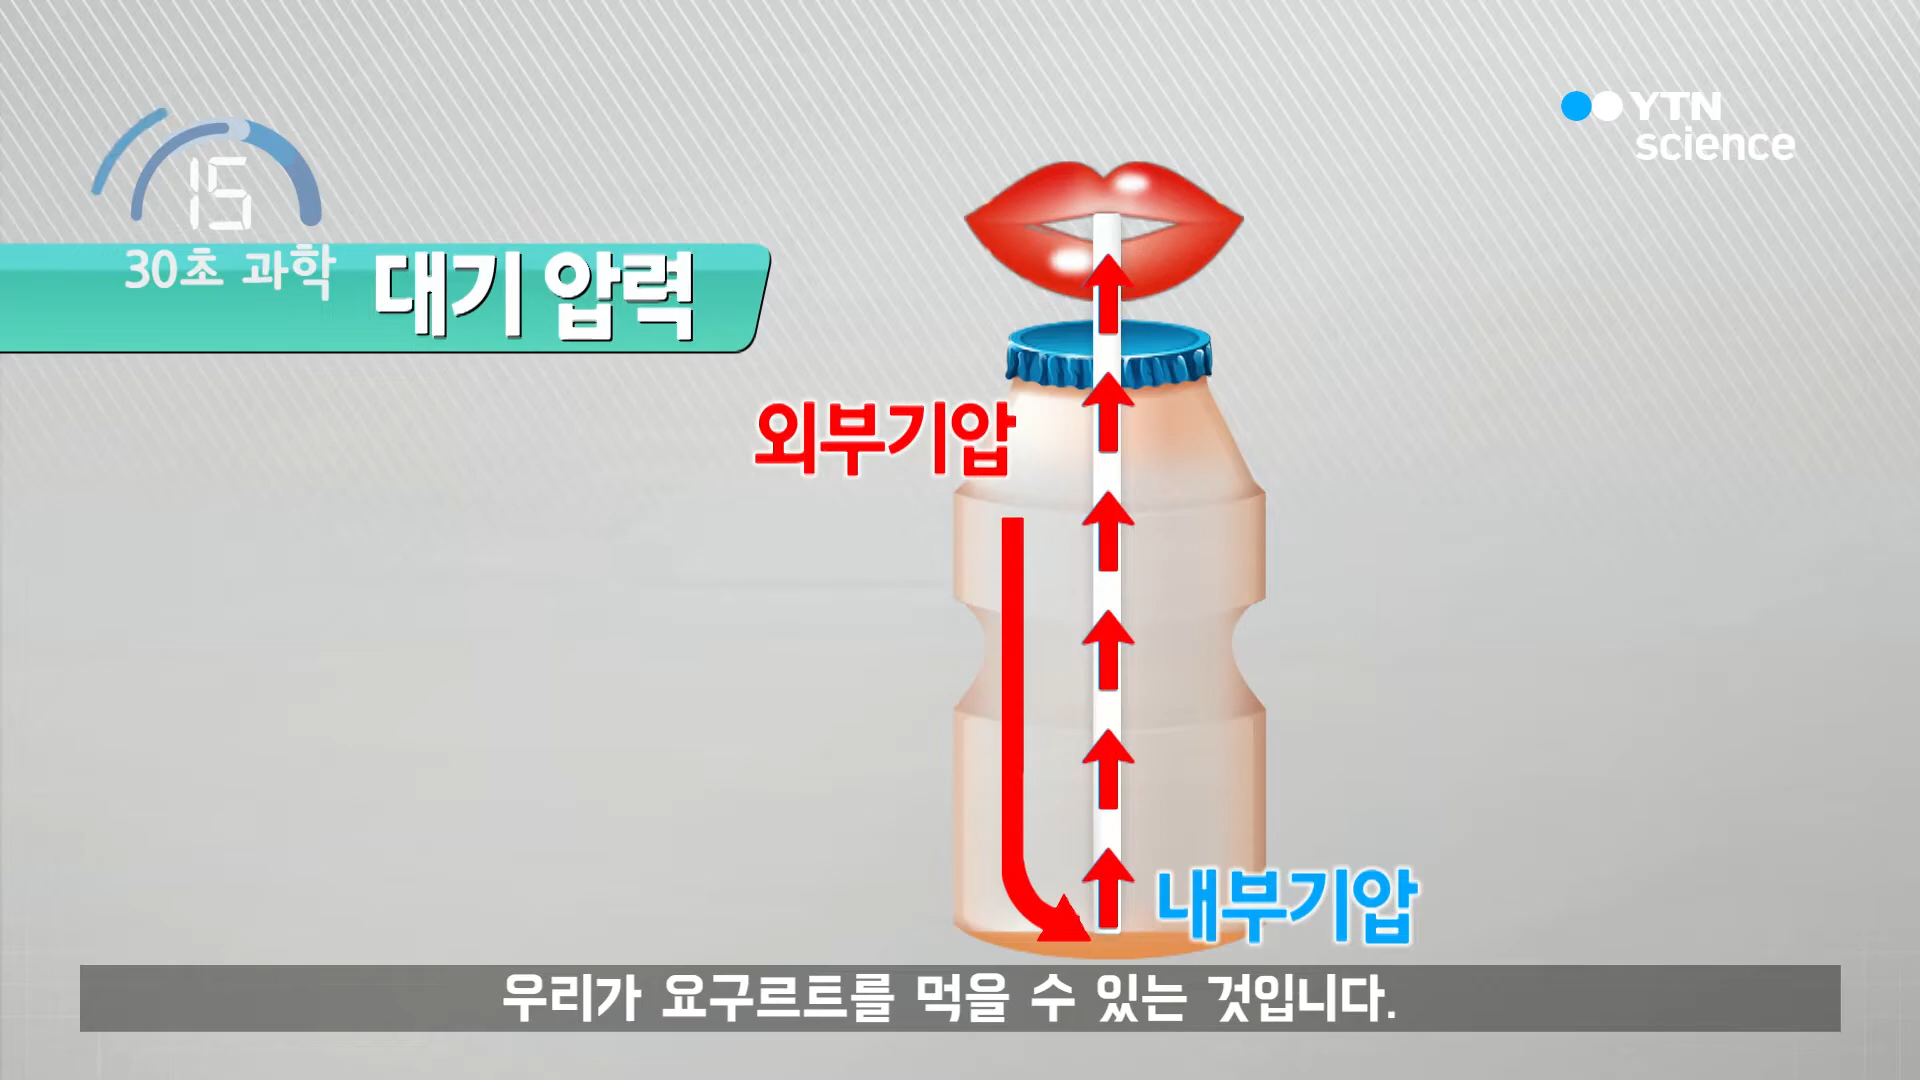 YTN
science
15
30초 과학 대기 압력
외부기압
내부기압
우리가 요구르트를 먹을 수 있는 것입니다.